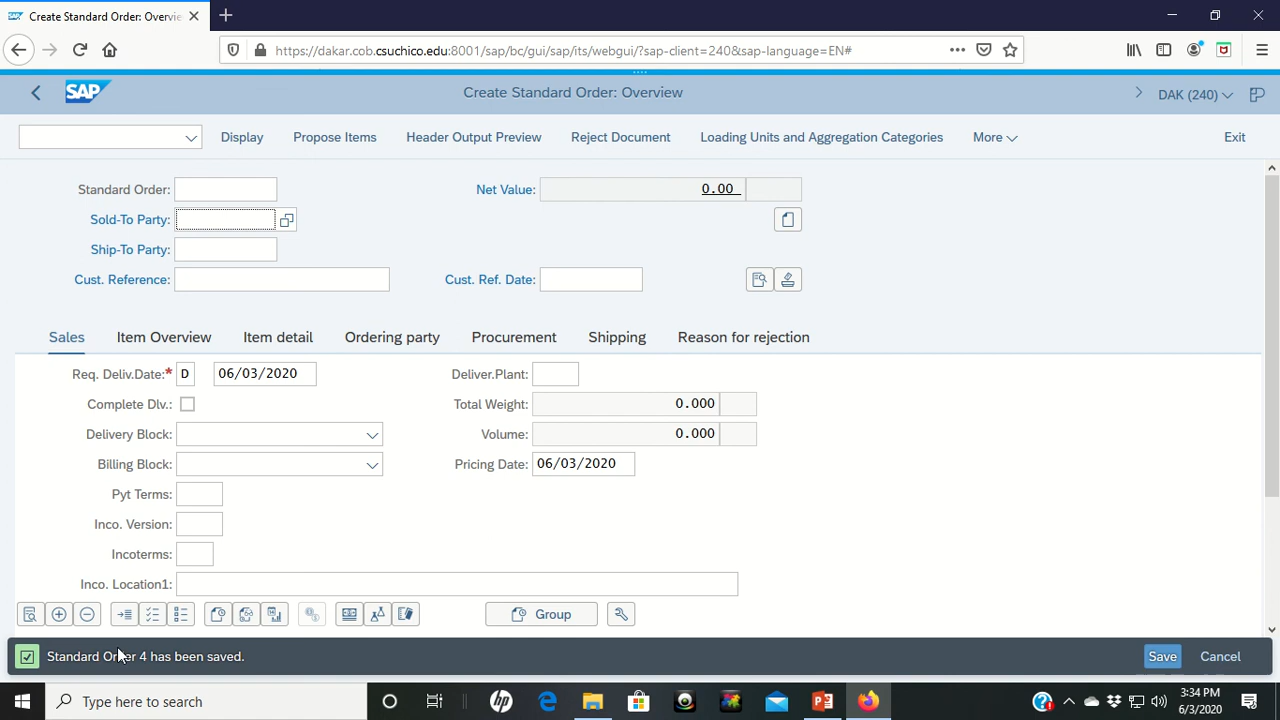 SAP Create Standard Order: Overvie
https://dakar.cob.csuchico.edu:8001/sap/bc/gui/sap/its/webgui/?sap-client=240&sap-language=EN#
SAP Create Standard Order: Overview DAK (240)
Display Propose Items Header Output Preview Reject Document Loading Units and Aggregation Categories More Exit
Standard Order: Net Value: 0.00
Sold-To Party:
Ship-To Party:
Cust. Reference: Cust. Ref. Date:
Sales Item Overview Item detail Ordering party Procurement Shipping Reason for rejection
Req. Deliv.Date:* D 06/03/2020 Deliver.Plant:
Complete Dlv.: Total Weight: 0.000
Delivery Block: Volume: 0.000
Billing Block: Pricing Date: 06/03/2020
Pyt Terms:
Inco. Version:
Incoterms:
Inco. Location1:
Group
Standard Order 4 has been saved. Save Cancel
Type here to search 3:34 PM
6/3/2020